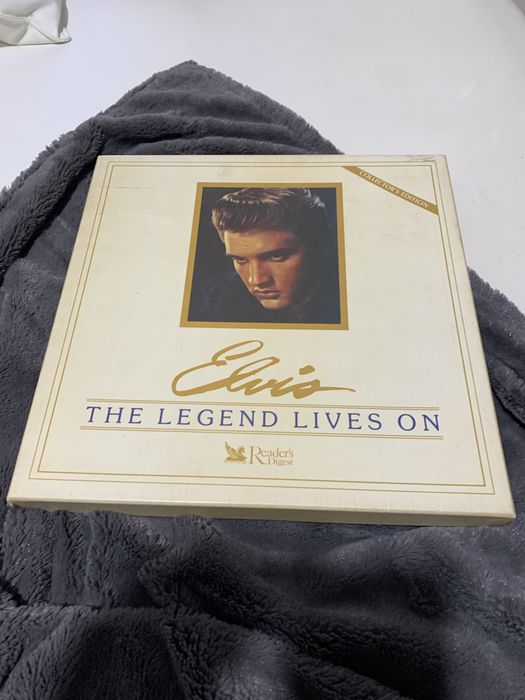 COLLECTOR'S EDITION
Elvis
THE LEGEND LIVES ON
Reader's
Digest